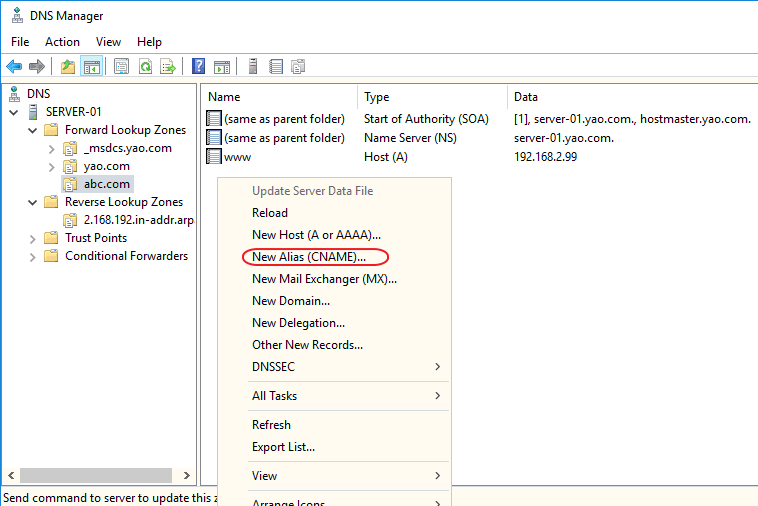 DNS Manager
File Action View Help
DNS
SERVER-01
Forward Lookup Zones
_msdcs.yao.com
yao.com
abc.com
Reverse Lookup Zones
2.168.192.in-addr.arp
Trust Points
Conditional Forwarders
Name Type Data
(same as parent folder) Start of Authority (SOA) [1], server-01.yao.com., hostmaster.yao.com.
(same as parent folder) Name Server (NS) server-01.yao.com.
www Host (A) 192.168.2.99
Update Server Data File
Reload
New Host (A or AAAA)...
New Alias (CNAME)...
New Mail Exchanger (MX)...
New Domain...
New Delegation...
Other New Records...
DNSSEC
All Tasks
Refresh
Export List...
View
Arrange Icons
Send command to server to update this z